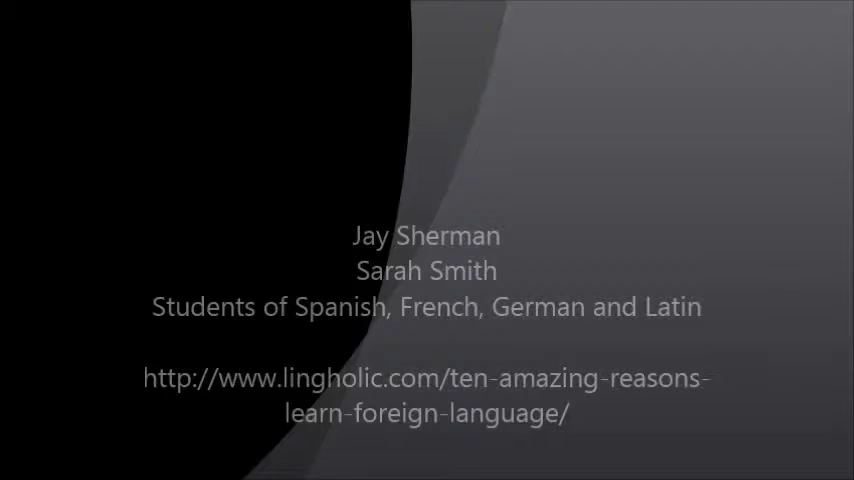 Jay Sherman
Sarah Smith
Students of Spanish, French, German and Latin
http://www.lingholic.com/ten-amazing-reasons-
learn-foreign-language/